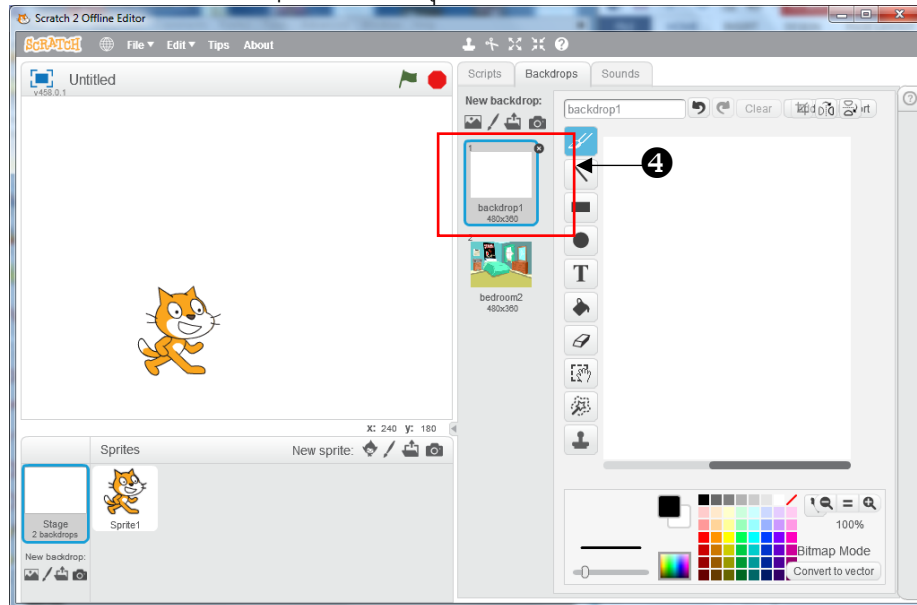 Scratch 2 Offline Editor
SCRATCH File Edit Tips About
Scripts Backdrops Sounds
Untitled
v458.0.1
New backdrop:
backdrop1
Clear
1
backdrop1
480x360
4
2
bedroom2
480x360
T
x: 240 y: 180
Sprites
New sprite:
Stage
2 backdrops
Sprite1
New backdrop:
100%
Bitmap Mode
Convert to vector